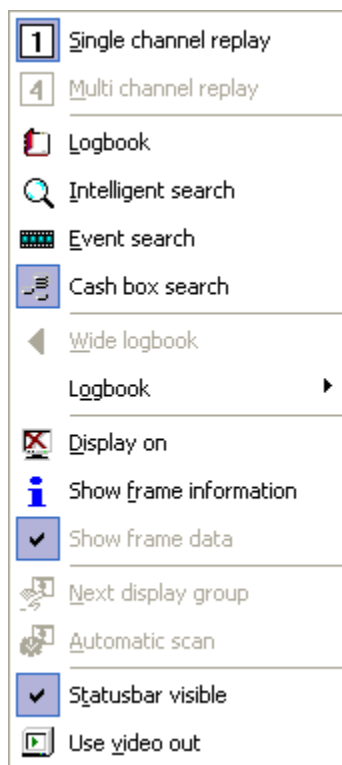 1 Single channel replay
4 Multi channel replay
Logbook
Intelligent search
Event search
Cash box search
Wide logbook
Logbook
Display on
Show frame information
Show frame data
Next display group
Automatic scan
Statusbar visible
Use video out